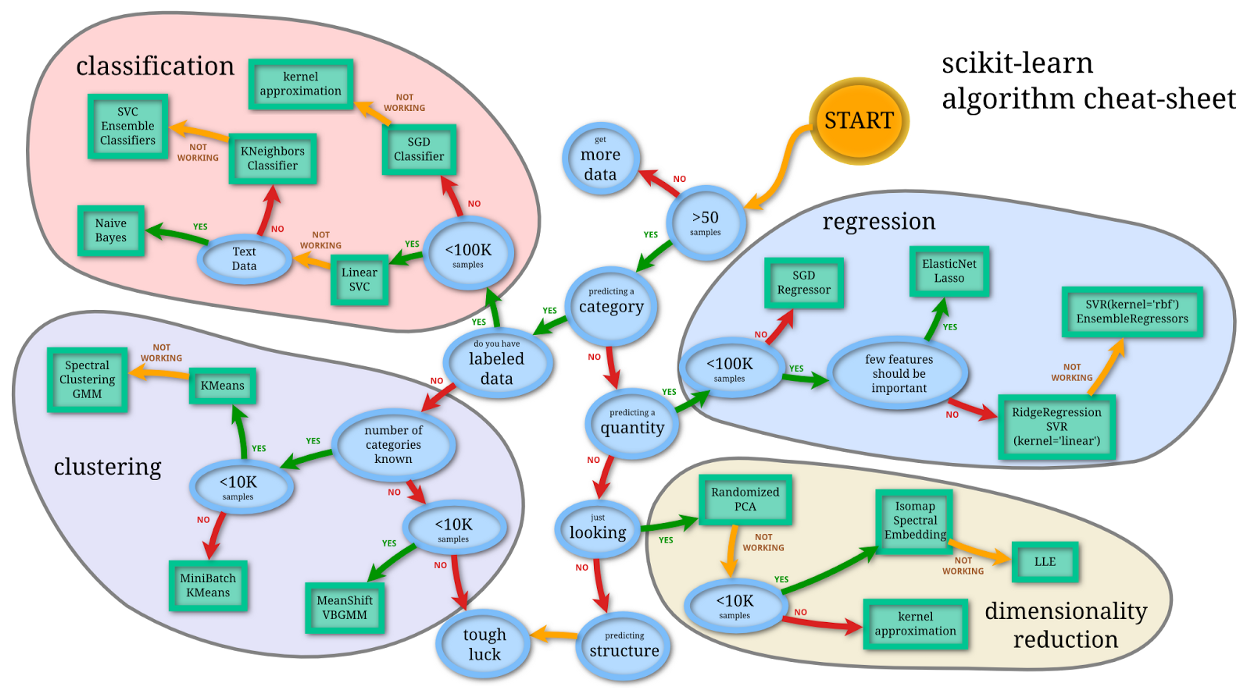 scikit-learn
algorithm cheat-sheet
START
classification
kernel
approximation
NOT
WORKING
SVC
Ensemble
Classifiers
NOT
WORKING
KNeighbors
Classifier
SGD
Classifier
NO
Naive
Bayes
YES
Text
Data
NO
NOT
WORKING
Linear
SVC
YES
<100K
samples
get
more
data
NO
>50
samples
YES
predicting a
category
YES
NO
YES
do you have
labeled
data
NO
predicting a
quantity
YES
NO
just
looking
YES
NO
predicting
structure
tough
luck
regression
SGD
Regressor
NO
<100K
samples
YES
ElasticNet
Lasso
YES
few features
should be
important
NO
SVR(kernel='rbf')
EnsembleRegressors
NOT
WORKING
RidgeRegression
SVR
(kernel='linear')
clustering
Spectral
Clustering
GMM
NOT
WORKING
KMeans
YES
<10K
samples
NO
MiniBatch
KMeans
number of
categories
known
YES
NO
<10K
samples
YES
NO
MeanShift
VBGMM
dimensionality
reduction
Randomized
PCA
NOT
WORKING
<10K
samples
YES
NO
Isomap
Spectral
Embedding
NOT
WORKING
LLE
kernel
approximation